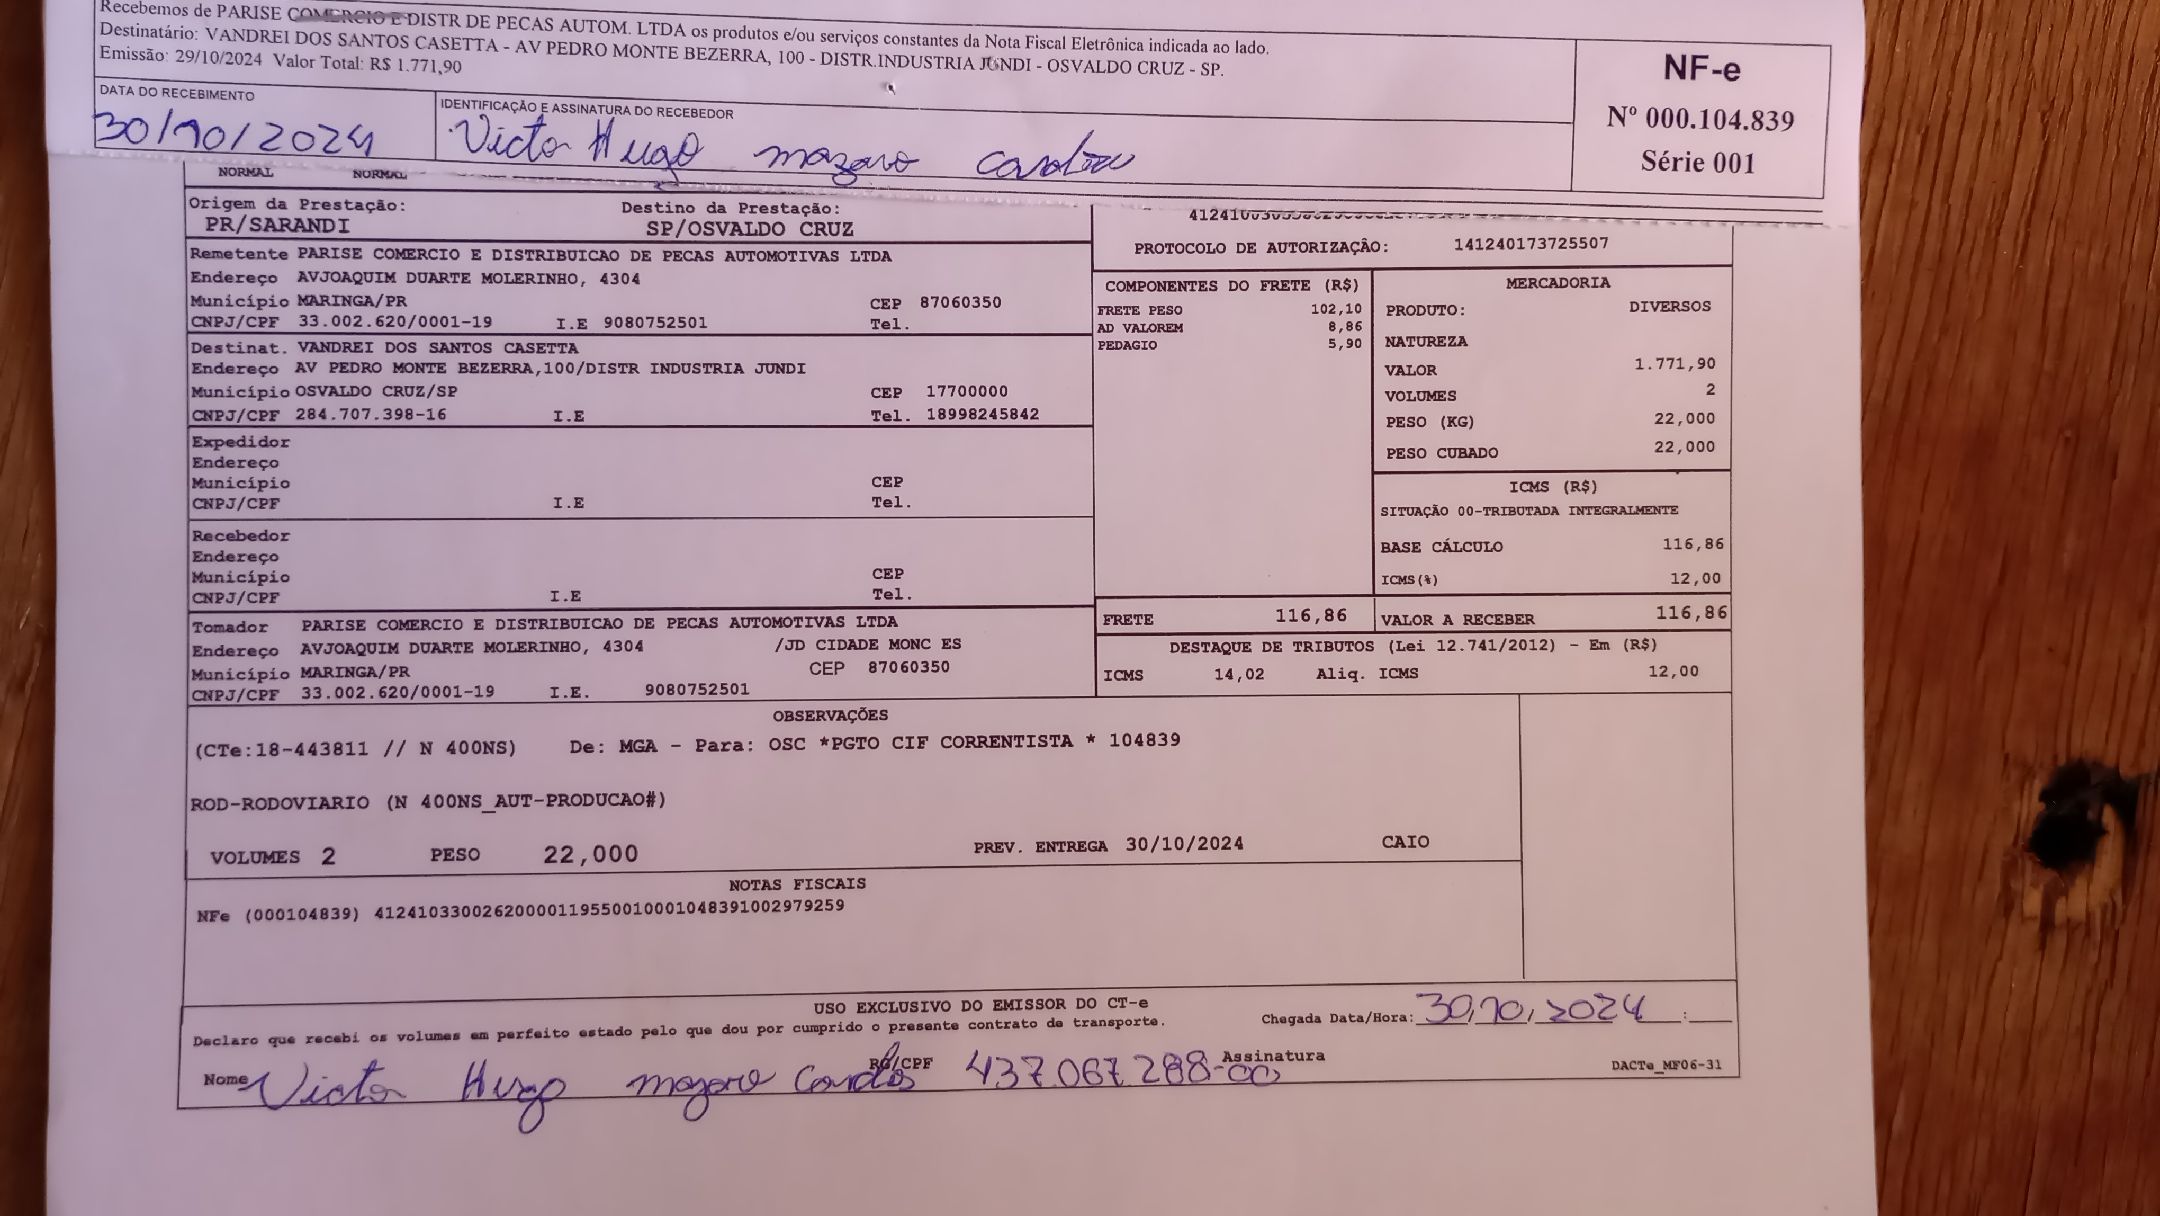 Recebemos de PARISE COMERCIO E DISTR DE PECAS AUTOM. LTDA os produtos e/ou serviços constantes da Nota Fiscal Eletrônica indicada ao lado.
Destinatário: VANDREI DOS SANTOS CASETTA - AV PEDRO MONTE BEZERRA, 100 - DISTR.INDUSTRIA JUNDI - OSVALDO CRUZ - SP.
Emissão: 29/10/2024 Valor Total: R$ 1.771,90
NF-e
Nº 000.104.839
Série 001
DATA DO RECEBIMENTO
30/10/2024
IDENTIFICAÇÃO E ASSINATURA DO RECEBEDOR
Victor Hugo mazaro
NORMAL NORMAL
Origem da Prestação: Destino da Prestação:
PR/SARANDI SP/OSVALDO CRUZ
PROTOCOLO DE AUTORIZAÇÃO: 141240173725507
Remetente PARISE COMERCIO E DISTRIBUICAO DE PECAS AUTOMOTIVAS LTDA
Endereço AVJOAQUIM DUARTE MOLERINHO, 4304
Município MARINGA/PR CEP 87060350
CNPJ/CPF 33.002.620/0001-19 I.E 9080752501 Tel.
Destinat. VANDREI DOS SANTOS CASETTA
Endereço AV PEDRO MONTE BEZERRA,100/DISTR INDUSTRIA JUNDI
Município OSVALDO CRUZ/SP CEP 17700000
CNPJ/CPF 284.707.398-16 I.E Tel. 18998245842
Expedidor
Endereço
Município CEP
CNPJ/CPF I.E Tel.
Recebedor
Endereço
Município CEP
CNPJ/CPF I.E Tel.
Tomador PARISE COMERCIO E DISTRIBUICAO DE PECAS AUTOMOTIVAS LTDA
Endereço AVJOAQUIM DUARTE MOLERINHO, 4304 /JD CIDADE MONC ES
Município MARINGA/PR CEP 87060350
CNPJ/CPF 33.002.620/0001-19 I.E. 9080752501
COMPONENTES DO FRETE (R$)
FRETE PESO 102,10
AD VALOREM 8,86
PEDAGIO 5,90
MERCADORIA
PRODUTO: DIVERSOS
NATUREZA
VALOR 1.771,90
VOLUMES 2
PESO (KG) 22,000
PESO CUBADO 22,000
ICMS (R$)
SITUAÇÃO 00-TRIBUTADA INTEGRALMENTE
BASE CÁLCULO 116,86
ICMS(%) 12,00
FRETE 116,86 VALOR A RECEBER 116,86
DESTAQUE DE TRIBUTOS (Lei 12.741/2012) - Em (R$)
ICMS 14,02 Aliq. ICMS 12,00
OBSERVAÇÕES
(CTe:18-443811 // N 400NS) De: MGA - Para: OSC *PGTO CIF CORRENTISTA * 104839
ROD-RODOVIARIO (N 400NS_AUT-PRODUCAO#)
VOLUMES 2 PESO 22,000 PREV. ENTREGA 30/10/2024 CAIO
NOTAS FISCAIS
NFe (000104839) 41241033002620000119550010001048391002979259
USO EXCLUSIVO DO EMISSOR DO CT-e
Declaro que recebi os volumes em perfeito estado pelo que dou por cumprido o presente contrato de transporte. Chegada Data/Hora: 30,10,2024 :
Nome Victor Hugo mazaro RG/CPF 437.067.288-00 Assinatura DACTe_MF06-31